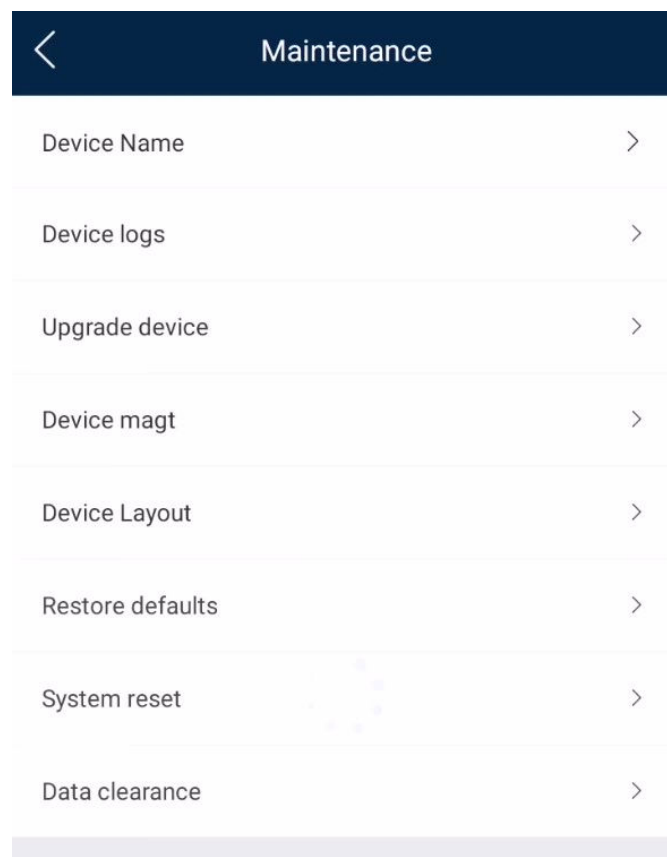 Maintenance
Device Name
Device logs
Upgrade device
Device magt
Device Layout
Restore defaults
System reset
Data clearance